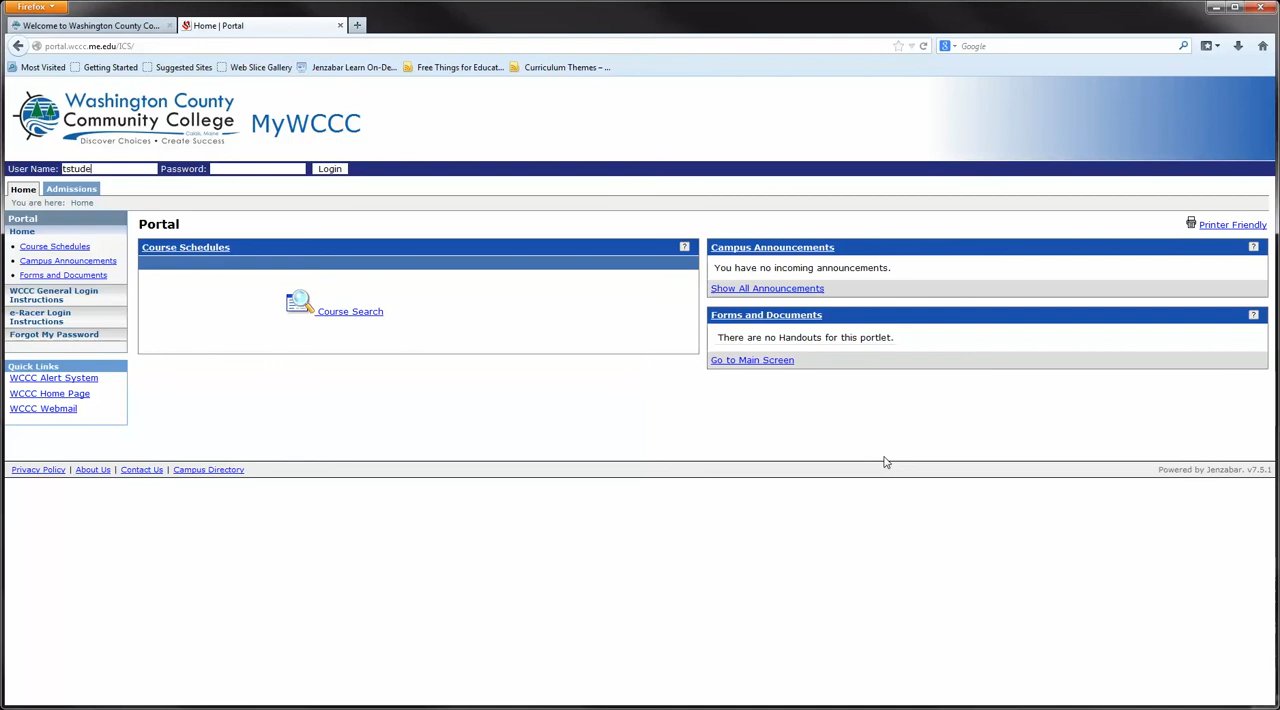 Firefox
Welcome to Washington County Co...
Home | Portal
portal.wccc.me.edu/ICS/
Google
Most Visited
Getting Started
Suggested Sites
Web Slice Gallery
Jenzabar Learn On-De...
Free Things for Educat...
Curriculum Themes – ...
Washington County
Community College
Calais, Maine
Discover Choices • Create Success
MyWCCC
User Name: tstude Password: Login
Home Admissions
You are here: Home
Portal
Home
Course Schedules
Campus Announcements
Forms and Documents
WCCC General Login
Instructions
e-Racer Login
Instructions
Forgot My Password
Quick Links
WCCC Alert System
WCCC Home Page
WCCC Webmail
Portal
Printer Friendly
Course Schedules ?
Course Search
Campus Announcements ?
You have no incoming announcements.
Show All Announcements
Forms and Documents ?
There are no Handouts for this portlet.
Go to Main Screen
Privacy Policy | About Us | Contact Us | Campus Directory
Powered by Jenzabar. v7.5.1